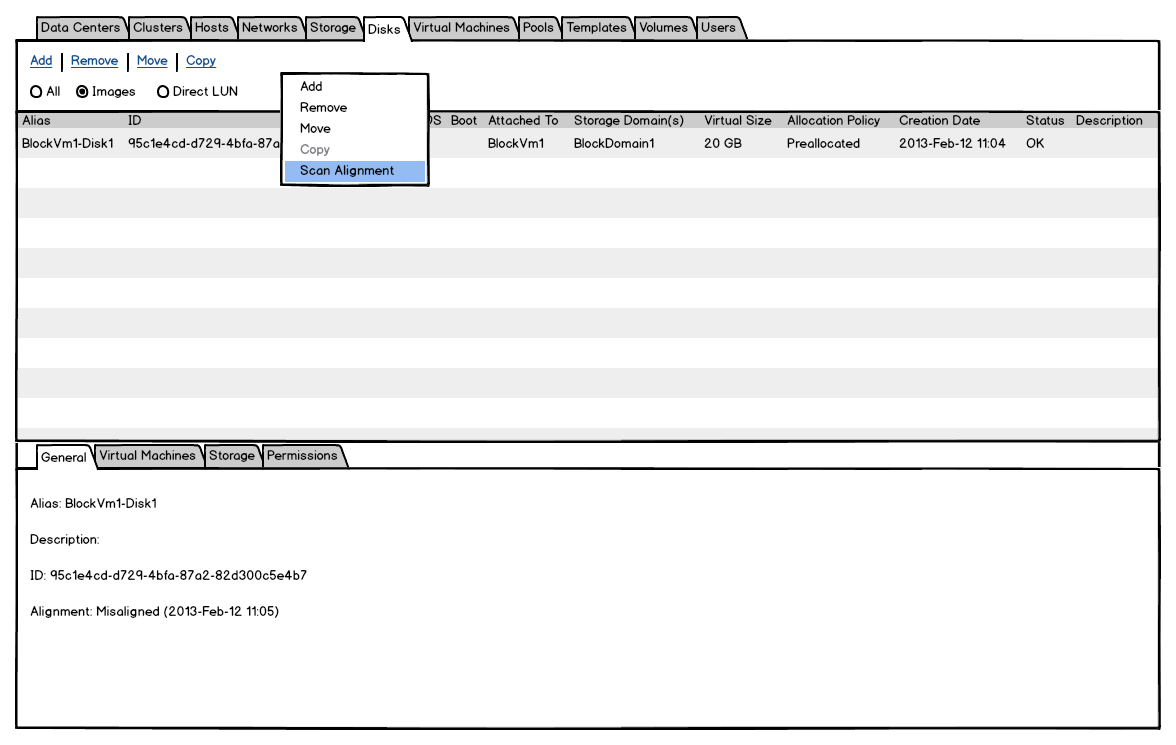 Data Centers Clusters Hosts Networks Storage Disks Virtual Machines Pools Templates Volumes Users
Add Remove Move Copy
All Images Direct LUN
Add
Remove
Move
Copy
Scan Alignment
Alias ID OS Boot Attached To Storage Domain(s) Virtual Size Allocation Policy Creation Date Status Description
BlockVm1-Disk1 95c1e4cd-d729-4bfa-87a BlockVm1 BlockDomain1 20 GB Preallocated 2013-Feb-12 11:04 OK
General Virtual Machines Storage Permissions
Alias: BlockVm1-Disk1
Description:
ID: 95c1e4cd-d729-4bfa-87a2-82d300c5e4b7
Alignment: Misaligned (2013-Feb-12 11:05)